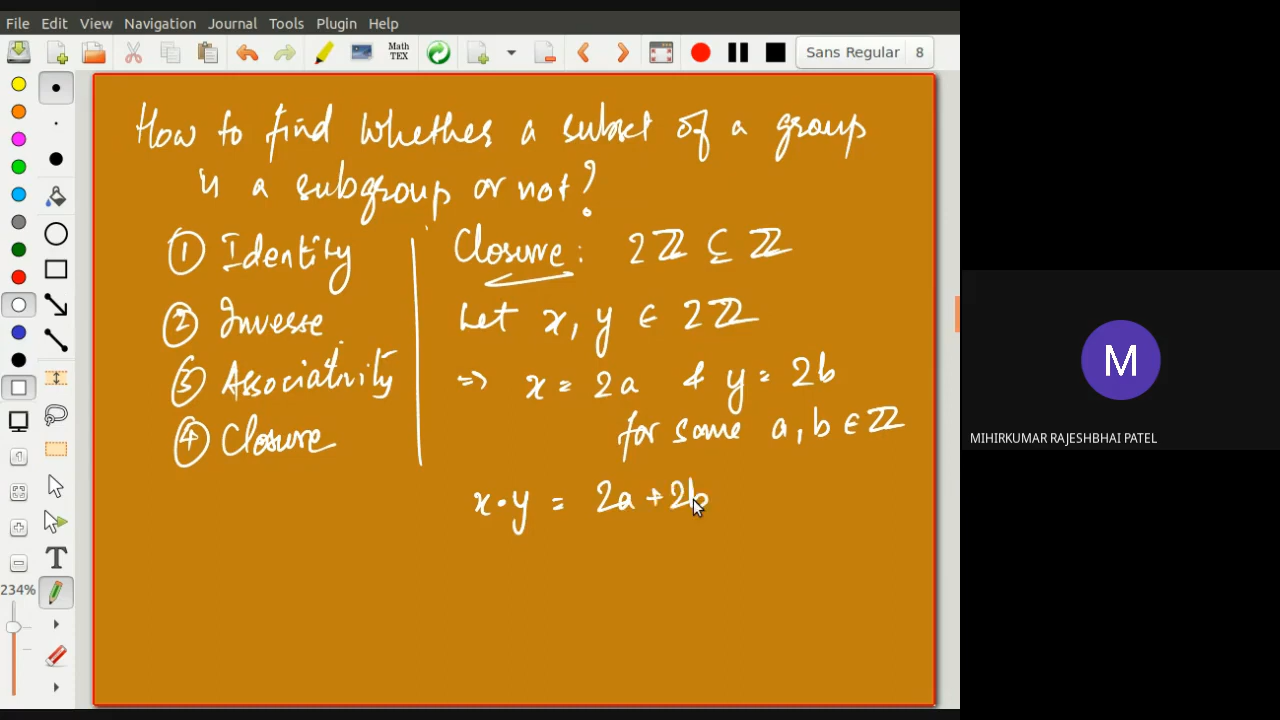 File Edit View Navigation Journal Tools Plugin Help
Math TEX Sans Regular 8
How to find whether a subset of a group
is a subgroup or not?
① Identity
② Inverse
③ Associativity
④ Closure
Closure: 2ℤ ⊆ ℤ
Let x, y ∈ 2ℤ
⇒ x = 2a & y = 2b
for some a, b ∈ ℤ
x·y = 2a + 2b
234%
M
MIHIRKUMAR RAJESHBHAI PATEL